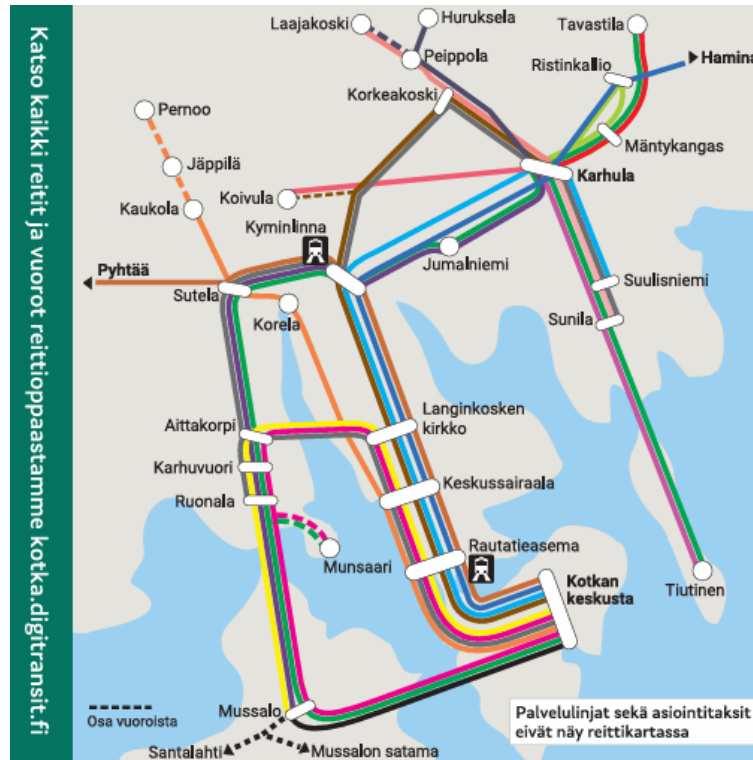 Katso kaikki reitit ja vuorot reittioppaastamme kotka.digitransit.fi
Laajakoski
Huruksela
Tavastila
Peippola
Ristinkallio
Hamina
Pernoo
Korkeakoski
Mäntykangas
Jäppilä
Karhula
Kaukola
Koivula
Kyminlinna
Jumalniemi
Pyhtää
Sutela
Suulisniemi
Korela
Sunila
Aittakorpi
Langinkosken
kirkko
Karhuvuori
Keskussairaala
Ruonala
Rautatieasema
Munsaari
Kotkan
keskusta
Tiutinen
Osa vuoroista
Mussalo
Palvelulinjat sekä asiointitaksit
eivät näy reittikartassa
Santalahti
Mussalon satama